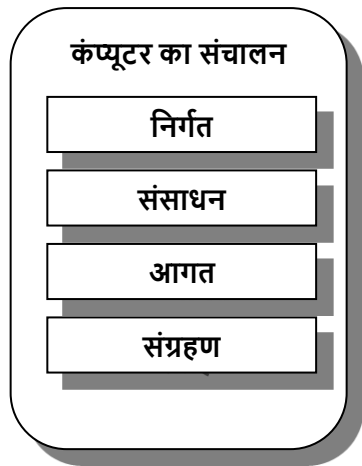 कंप्यूटर का संचालन
निर्गत
संसाधन
आगत
संग्रहण